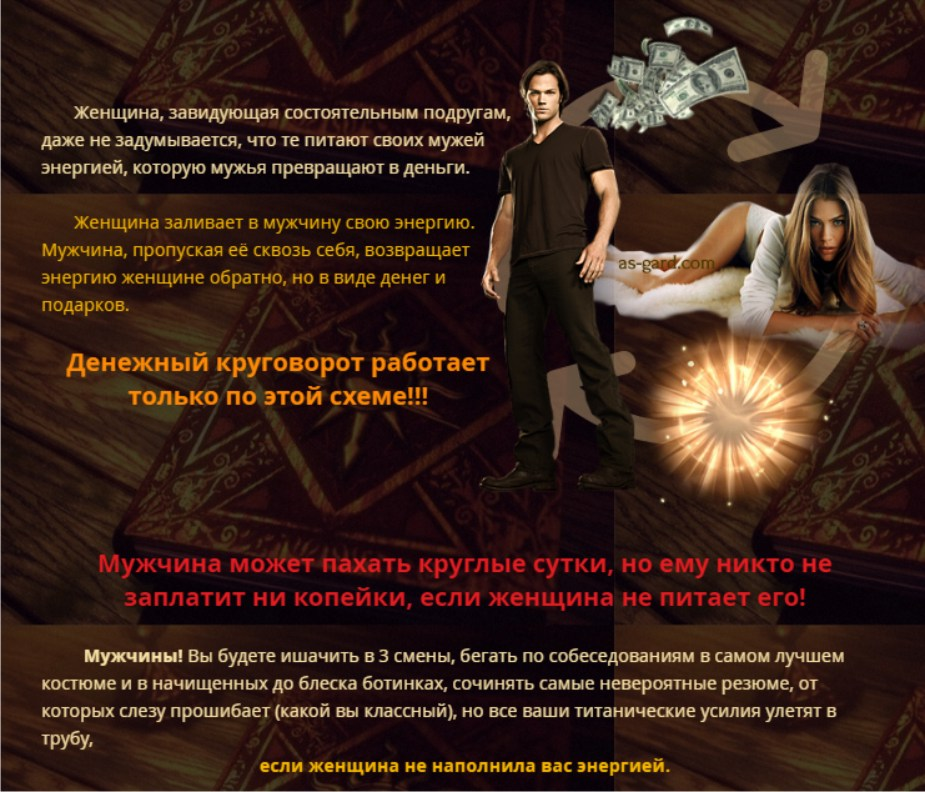 Женщина, завидующая состоятельным подругам,
даже не задумывается, что те питают своих мужей
энергией, которую мужья превращают в деньги.
Женщина заливает в мужчину свою энергию.
Мужчина, пропуская её сквозь себя, возвращает
энергию женщине обратно, но в виде денег и
подарков.
Денежный круговорот работает
только по этой схеме!!!
as-gard.com
Мужчина может пахать круглые сутки, но ему никто не
заплатит ни копейки, если женщина не питает его!
Мужчины! Вы будете ишачить в 3 смены, бегать по собеседованиям в самом лучшем
костюме и в начищенных до блеска ботинках, сочинять самые невероятные резюме, от
которых слезу прошибает (какой вы классный), но все ваши титанические усилия улетят в
трубу,
если женщина не наполнила вас энергией.